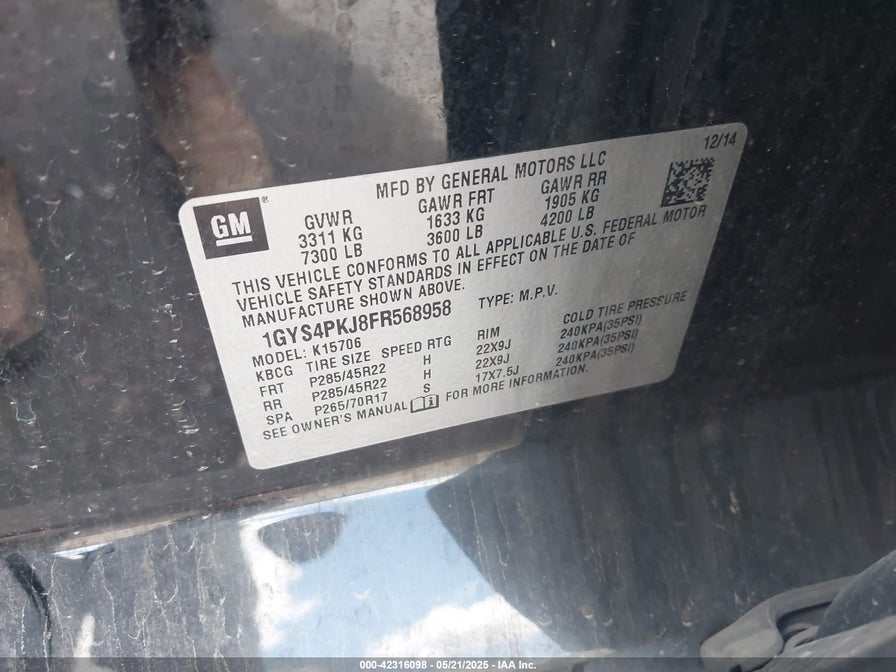 12/14
MFD BY GENERAL MOTORS LLC
GM®
GVWR GAWR FRT GAWR RR
3311 KG 1633 KG 1905 KG
7300 LB 3600 LB 4200 LB
THIS VEHICLE CONFORMS TO ALL APPLICABLE U.S. FEDERAL MOTOR
VEHICLE SAFETY STANDARDS IN EFFECT ON THE DATE OF
MANUFACTURE SHOWN ABOVE.
1GYS4PKJ8FR568958 TYPE: M.P.V.
MODEL: K15706
KBCG TIRE SIZE SPEED RTG RIM COLD TIRE PRESSURE
FRT P285/45R22 H 22X9J 240KPA(35PSI)
RR P285/45R22 H 22X9J 240KPA(35PSI)
SPA P265/70R17 S 17X7.5J 240KPA(35PSI)
SEE OWNER'S MANUAL FOR MORE INFORMATION.
000-42316098 - 05/21/2025 - IAA Inc.